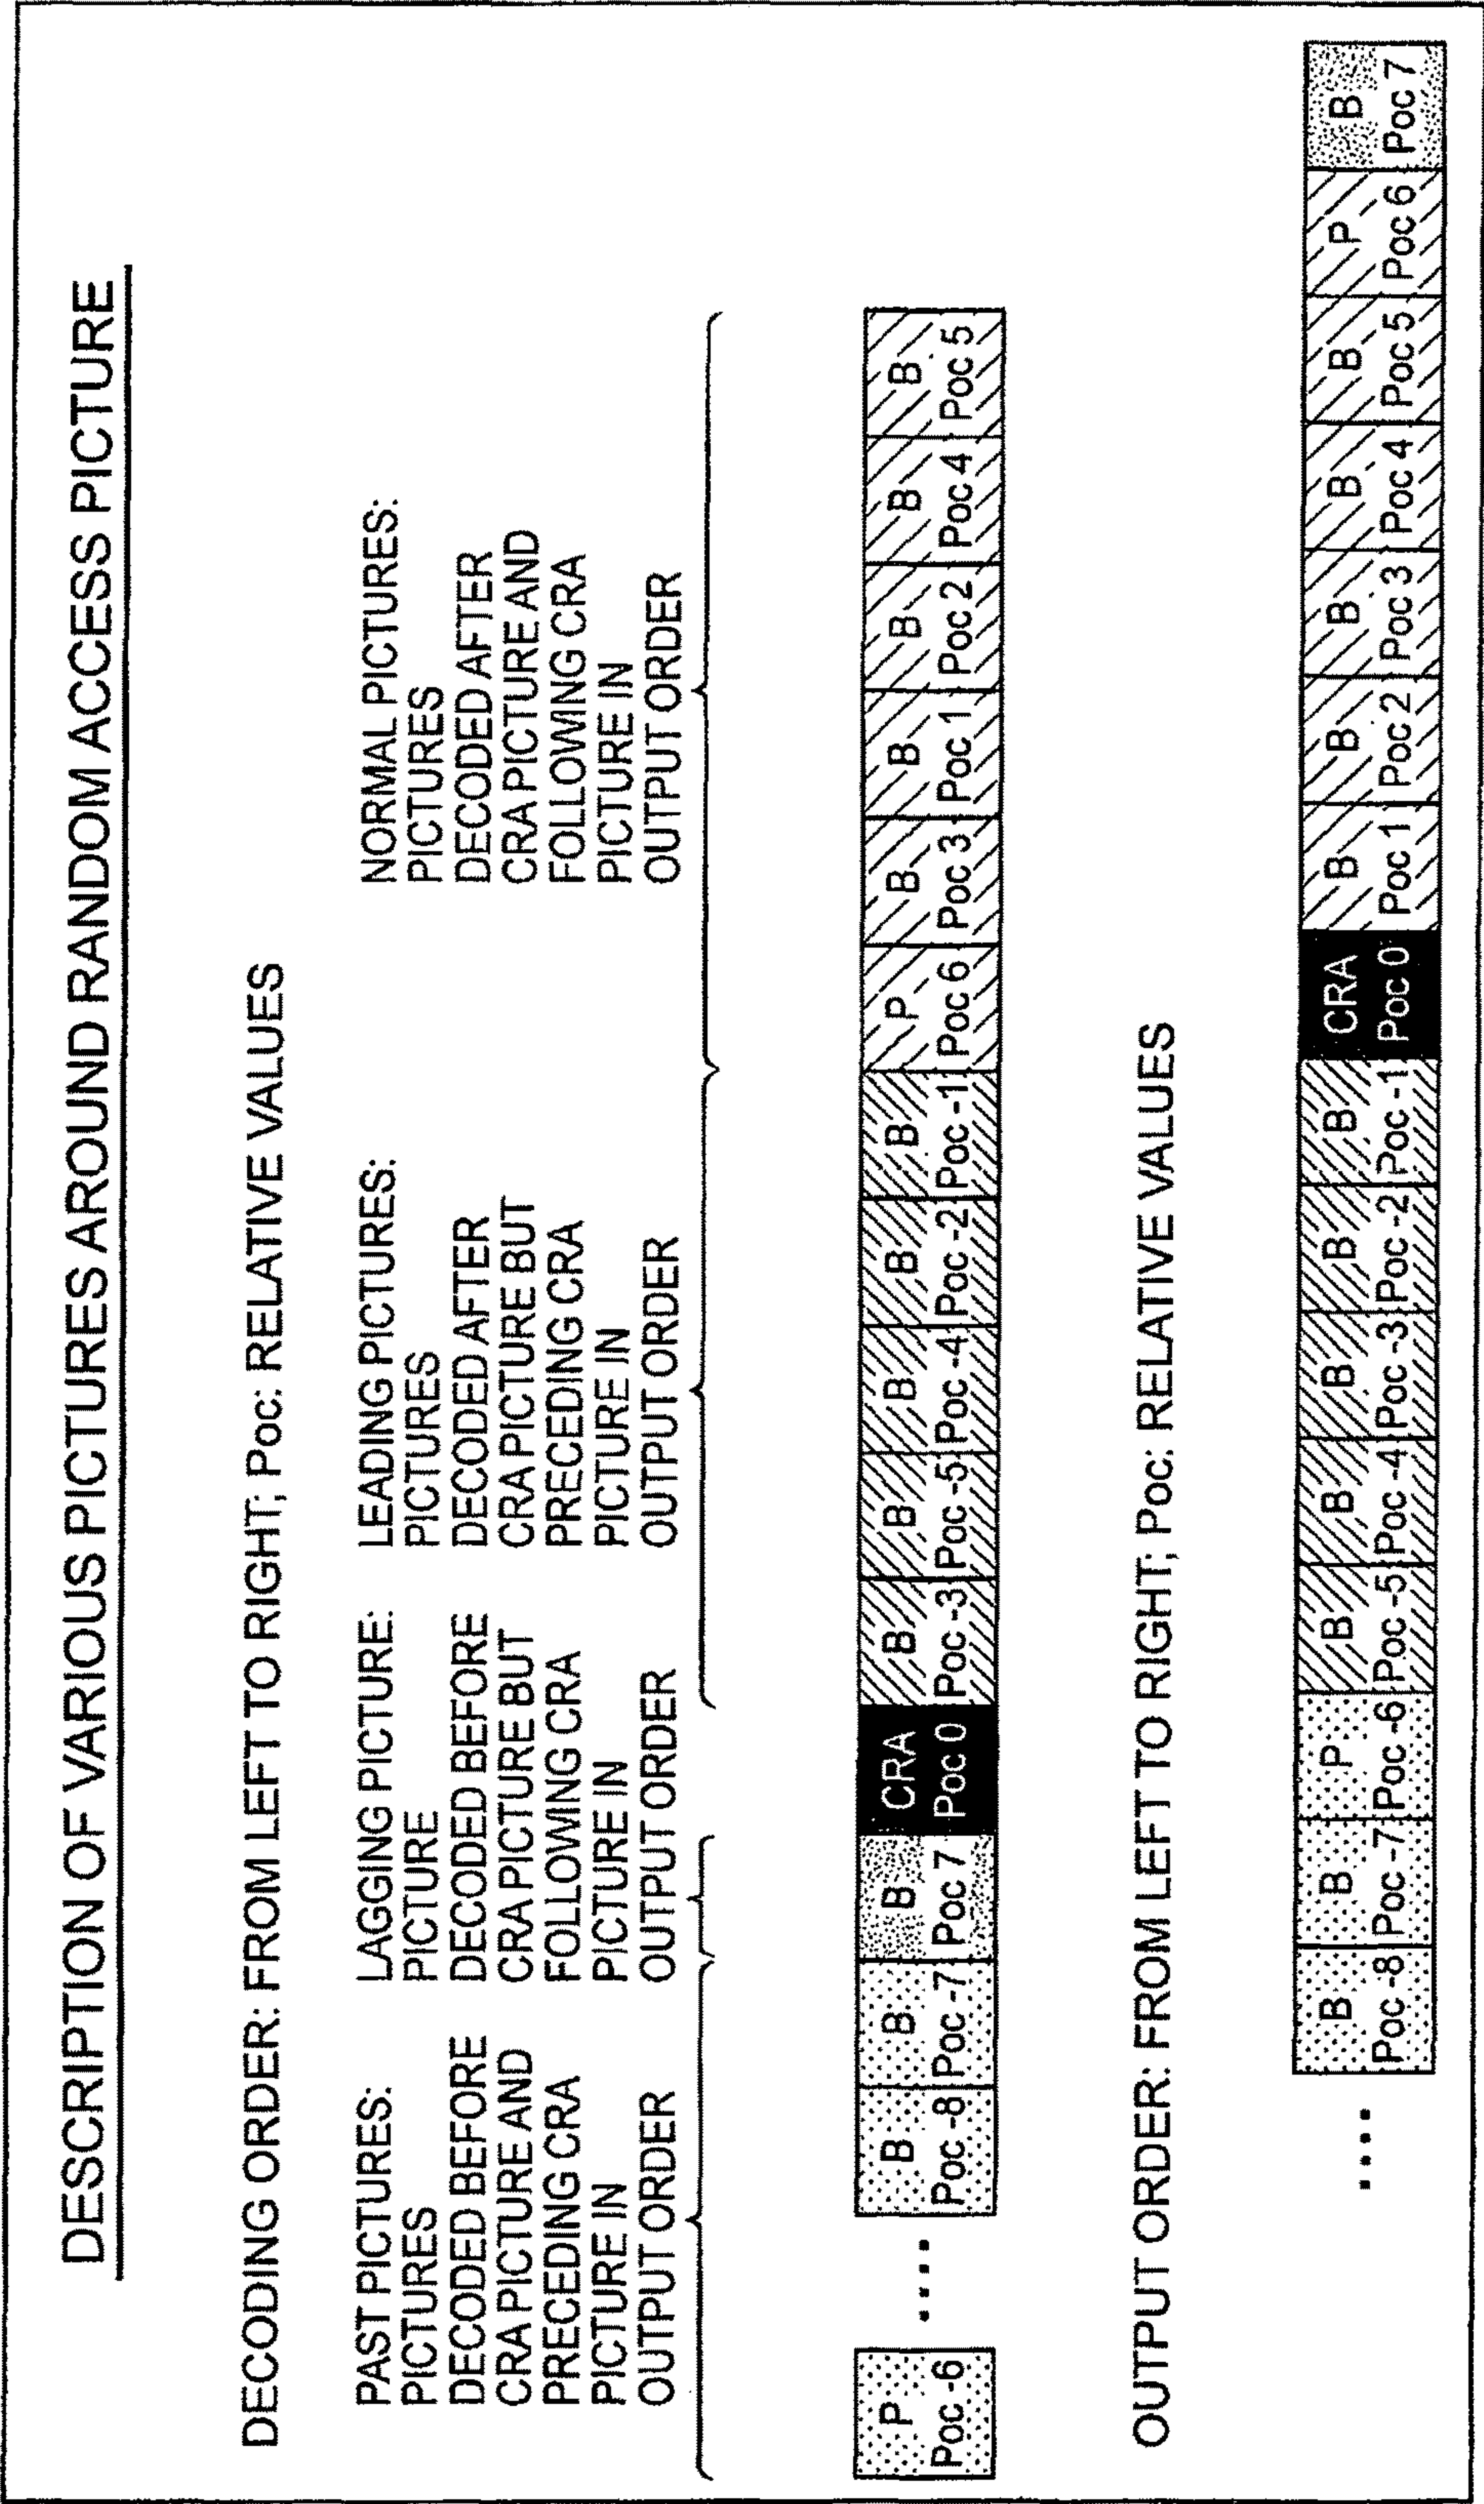 DESCRIPTION OF VARIOUS PICTURES AROUND RANDOM ACCESS PICTURE
DECODING ORDER: FROM LEFT TO RIGHT; Poc: RELATIVE VALUES
PAST PICTURES:
PICTURES
DECODED BEFORE
CRA PICTURE AND
PRECEDING CRA
PICTURE IN
OUTPUT ORDER
LAGGING PICTURE:
PICTURE
DECODED BEFORE
CRA PICTURE BUT
FOLLOWING CRA
PICTURE IN
OUTPUT ORDER
LEADING PICTURES:
PICTURES
DECODED AFTER
CRA PICTURE BUT
PRECEDING CRA
PICTURE IN
OUTPUT ORDER
NORMAL PICTURES:
PICTURES
DECODED AFTER
CRA PICTURE AND
FOLLOWING CRA
PICTURE IN
OUTPUT ORDER
P
Poc -6
....
B
Poc -8
B
Poc -7
B
Poc 7
CRA
Poc 0
B
Poc -3
B
Poc -5
B
Poc -4
B
Poc -2
B
Poc -1
P
Poc 6
B
Poc 3
B
Poc 1
B
Poc 2
B
Poc 4
B
Poc 5
OUTPUT ORDER: FROM LEFT TO RIGHT; Poc: RELATIVE VALUES
....
B
Poc -8
B
Poc -7
P
Poc -6
B
Poc -5
B
Poc -4
B
Poc -3
B
Poc -2
B
Poc -1
CRA
Poc 0
B
Poc 1
B
Poc 2
B
Poc 3
B
Poc 4
B
Poc 5
P
Poc 6
B
Poc 7